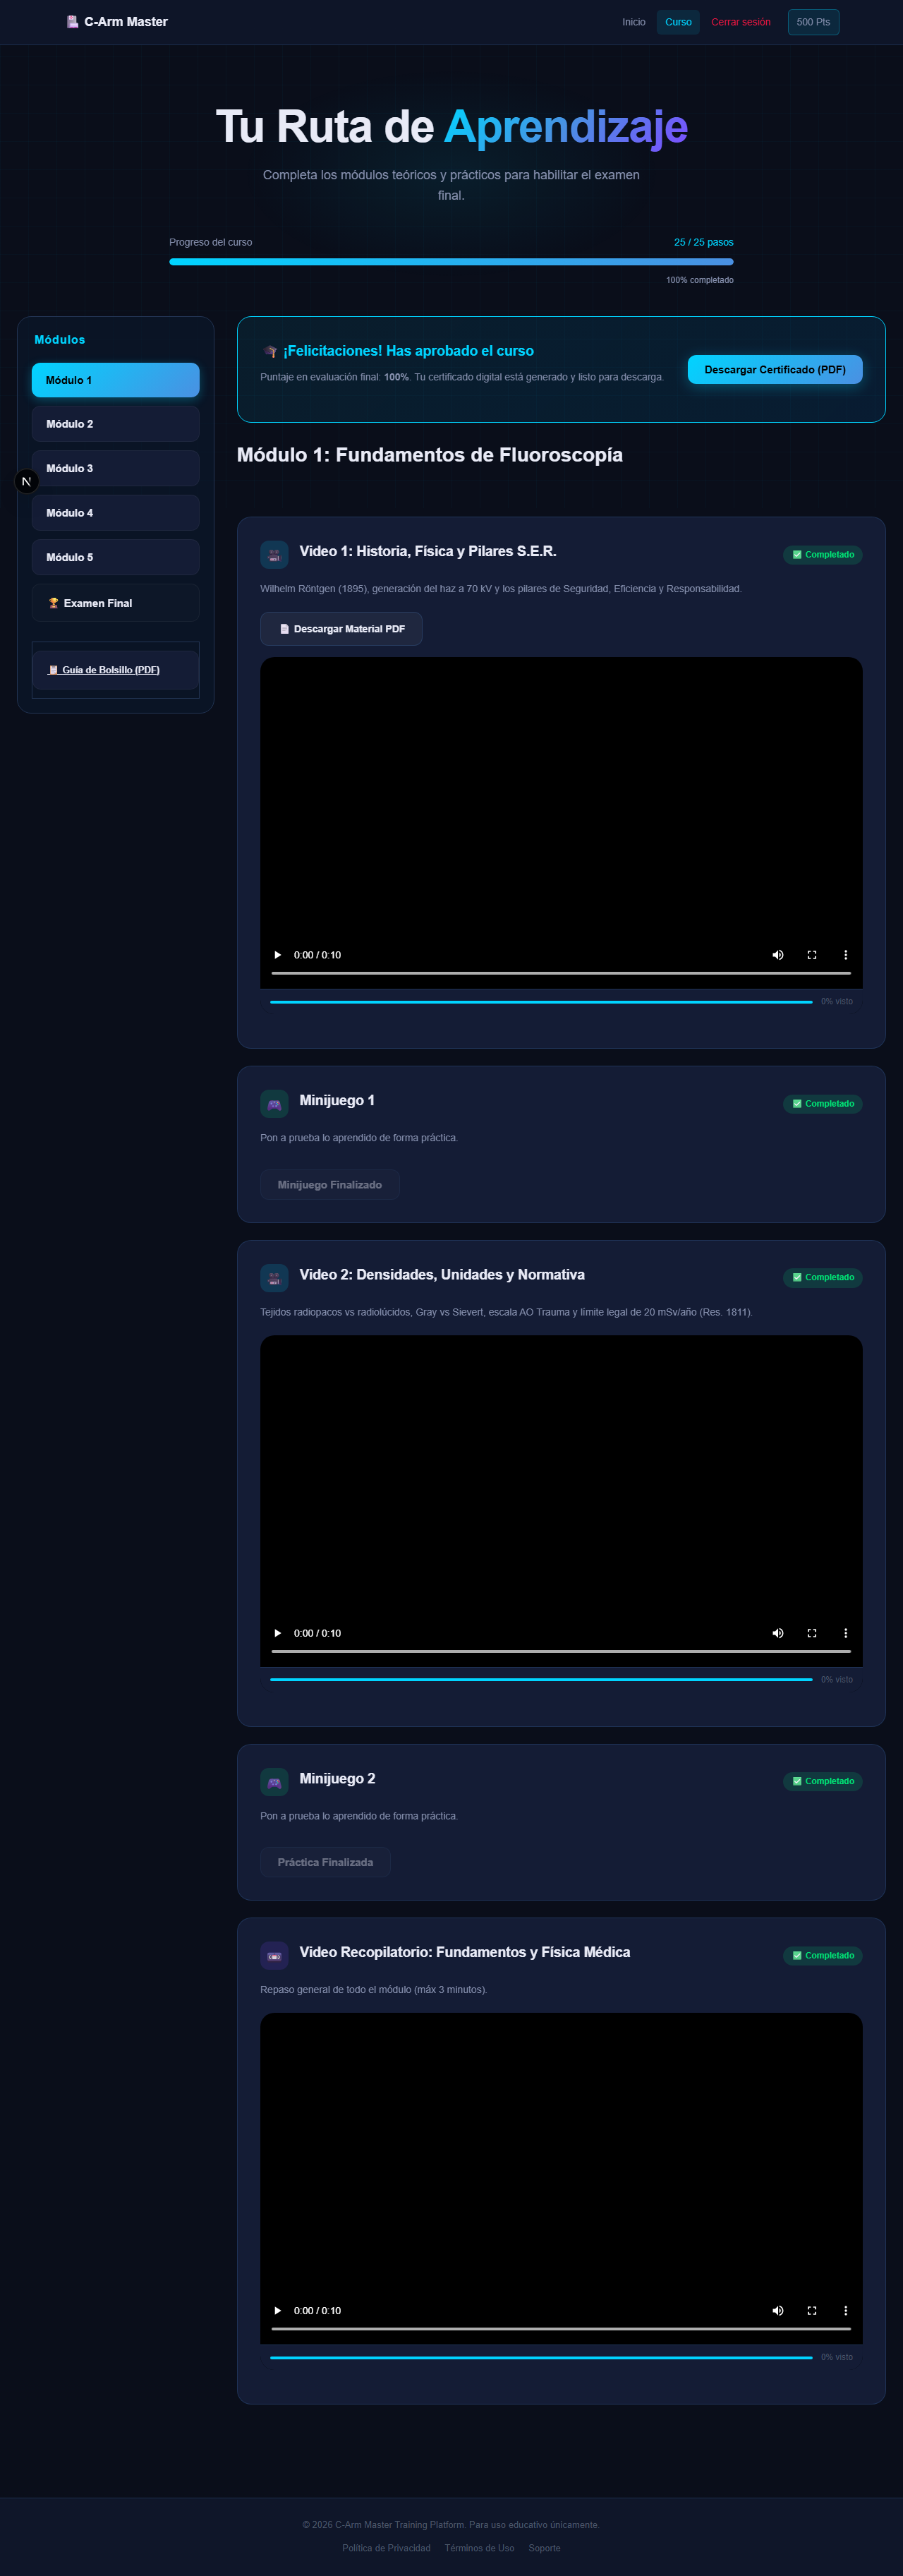 C-Arm Master
Inicio
Curso
Cerrar sesión
500 Pts
Tu Ruta de Aprendizaje
Completa los módulos teóricos y prácticos para habilitar el examen
final.
Progreso del curso
25 / 25 pasos
100% completado
Módulos
Módulo 1
Módulo 2
Módulo 3
Módulo 4
Módulo 5
Examen Final
Guía de Bolsillo (PDF)
N
¡Felicitaciones! Has aprobado el curso
Puntaje en evaluación final: 100%. Tu certificado digital está generado y listo para descarga.
Descargar Certificado (PDF)
Módulo 1: Fundamentos de Fluoroscopía
Video 1: Historia, Física y Pilares S.E.R.
Completado
Wilhelm Röntgen (1895), generación del haz a 70 kV y los pilares de Seguridad, Eficiencia y Responsabilidad.
Descargar Material PDF
0:00 / 0:10
0% visto
Minijuego 1
Completado
Pon a prueba lo aprendido de forma práctica.
Minijuego Finalizado
Video 2: Densidades, Unidades y Normativa
Completado
Tejidos radiopacos vs radiolúcidos, Gray vs Sievert, escala AO Trauma y límite legal de 20 mSv/año (Res. 1811).
0:00 / 0:10
0% visto
Minijuego 2
Completado
Pon a prueba lo aprendido de forma práctica.
Práctica Finalizada
Video Recopilatorio: Fundamentos y Física Médica
Completado
Repaso general de todo el módulo (máx 3 minutos).
0:00 / 0:10
0% visto
© 2026 C-Arm Master Training Platform. Para uso educativo únicamente.
Política de Privacidad
Términos de Uso
Soporte